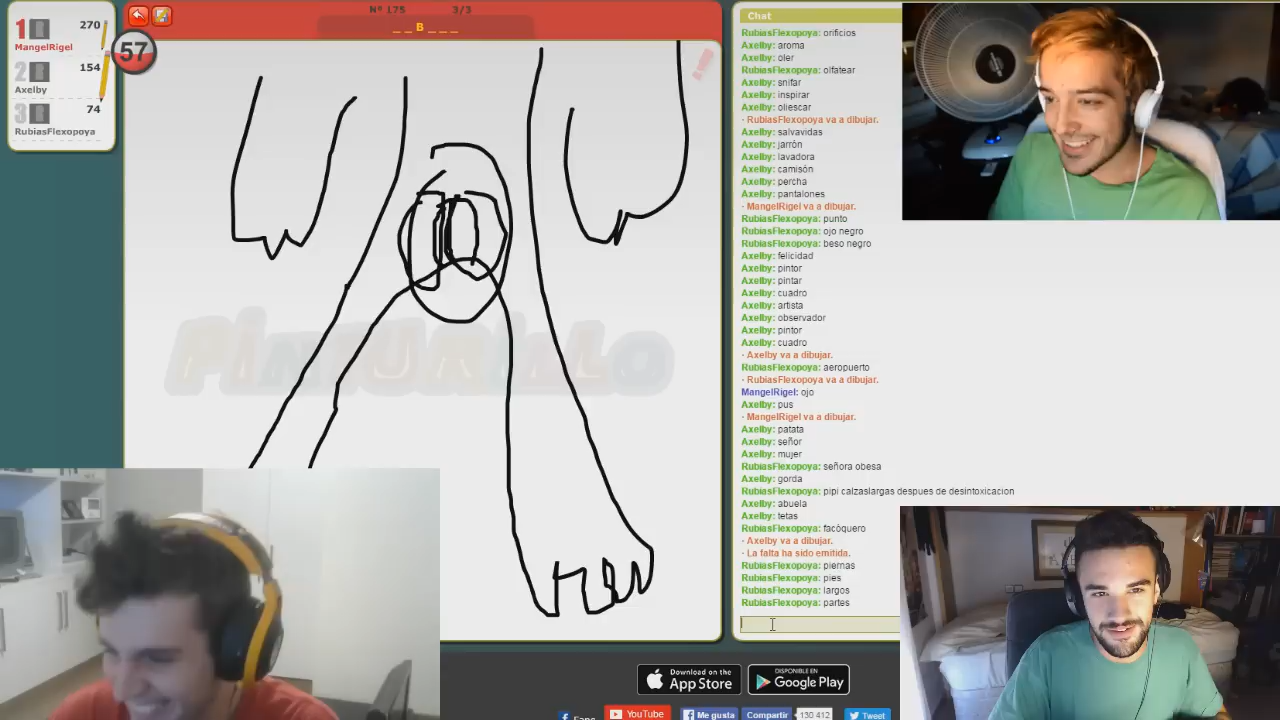 1 270
MangelRigel
2 154
Axelby
3 74
RubiasFlexopoya
57
Nº 175 3/3
_ _ B _ _ _
PINTURILLO
Chat
RubiasFlexopoya: orificios
Axelby: aroma
Axelby: oler
RubiasFlexopoya: olfatear
Axelby: snifar
Axelby: inspirar
Axelby: oliescar
· RubiasFlexopoya va a dibujar.
Axelby: salvavidas
Axelby: jarrón
Axelby: lavadora
Axelby: camisón
Axelby: percha
Axelby: pantalones
· MangelRigel va a dibujar.
RubiasFlexopoya: punto
RubiasFlexopoya: ojo negro
RubiasFlexopoya: beso negro
Axelby: felicidad
Axelby: pintor
Axelby: pintar
Axelby: cuadro
Axelby: artista
Axelby: observador
Axelby: pintor
Axelby: cuadro
· Axelby va a dibujar.
RubiasFlexopoya: aeropuerto
· RubiasFlexopoya va a dibujar.
MangelRigel: ojo
Axelby: pus
· MangelRigel va a dibujar.
Axelby: patata
Axelby: señor
Axelby: mujer
RubiasFlexopoya: señora obesa
Axelby: gorda
RubiasFlexopoya: pipi calzaslargas despues de desintoxicacion
Axelby: abuela
Axelby: tetas
RubiasFlexopoya: facòquero
· Axelby va a dibujar.
· La falta ha sido emitida.
RubiasFlexopoya: piernas
RubiasFlexopoya: pies
RubiasFlexopoya: largos
RubiasFlexopoya: partes
Download on the
App Store
DISPONIBLE EN
Google Play
YouTube
Me gusta
Compartir
130 412
Tweet